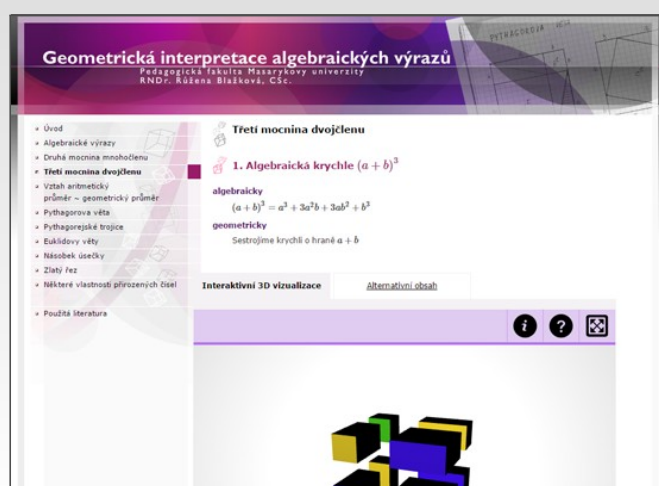 PYTHAGOROVA VĚTA
Geometrická interpretace algebraických výrazů
Pedagogická fakulta Masarykovy univerzity
RNDr. Růžena Blažková, CSc.
Úvod
Algebraické výrazy
Druhá mocnina mnohočlenu
Třetí mocnina dvojčlenu
Vztah aritmetický
průměr ~ geometrický průměr
Pythagorova věta
Pythagorejské trojice
Euklidovy věty
Násobek úsečky
Zlatý řez
Některé vlastnosti přirozených čísel
Použitá literatura
Třetí mocnina dvojčlenu
1. Algebraická krychle (a + b)³
algebraicky
(a + b)³ = a³ + 3a²b + 3ab² + b³
geometricky
Sestrojíme krychli o hraně a + b
Interaktivní 3D vizualizace
Alternativní obsah
i ?